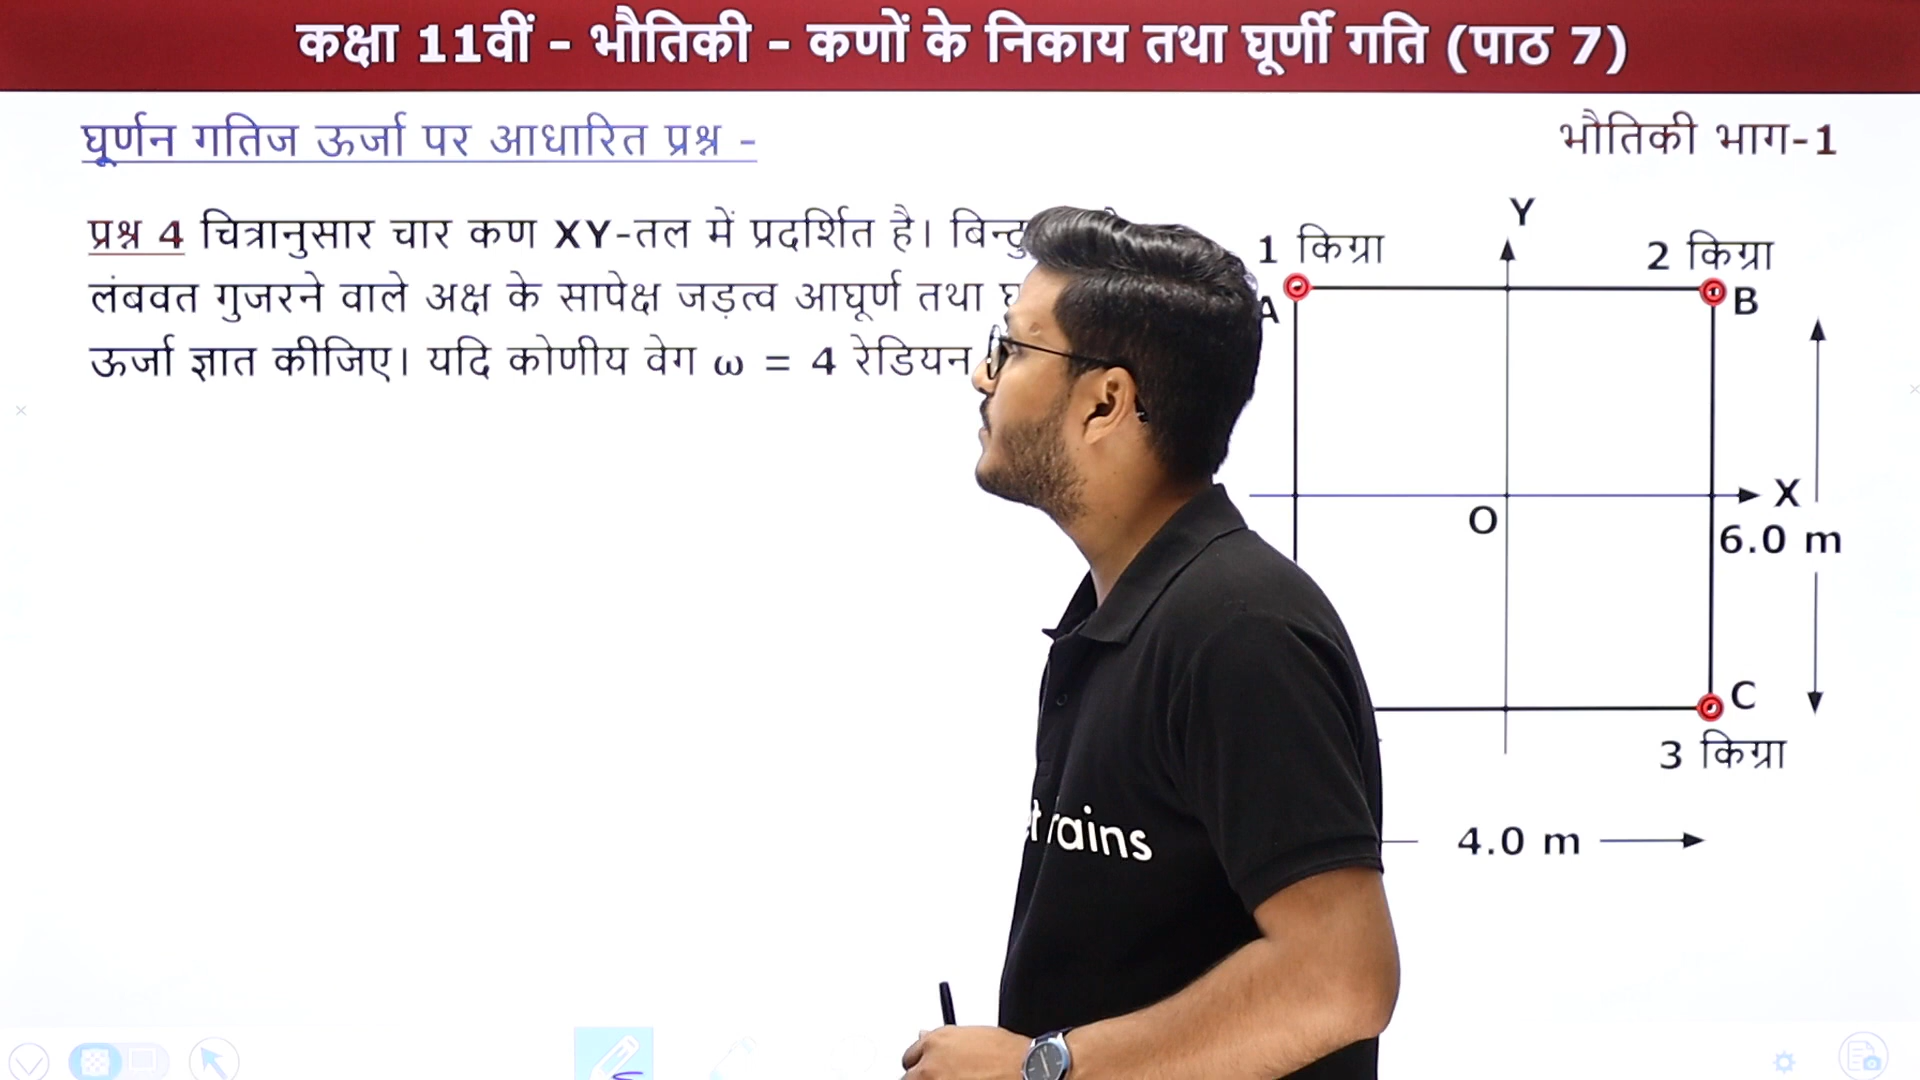 कक्षा 11वीं - भौतिकी - कणों के निकाय तथा घूर्णी गति (पाठ 7)
घूर्णन गतिज ऊर्जा पर आधारित प्रश्न -
भौतिकी भाग-1
प्रश्न 4 चित्रानुसार चार कण XY-तल में प्रदर्शित है।
लंबवत गुजरने वाले अक्ष के सापेक्ष जड़त्व आघूर्ण तथा
ऊर्जा ज्ञात कीजिए। यदि कोणीय वेग ω = 4 रेडियन
Y
1 किग्रा
2 किग्रा
A
B
X
O
6.0 m
C
3 किग्रा
4.0 m